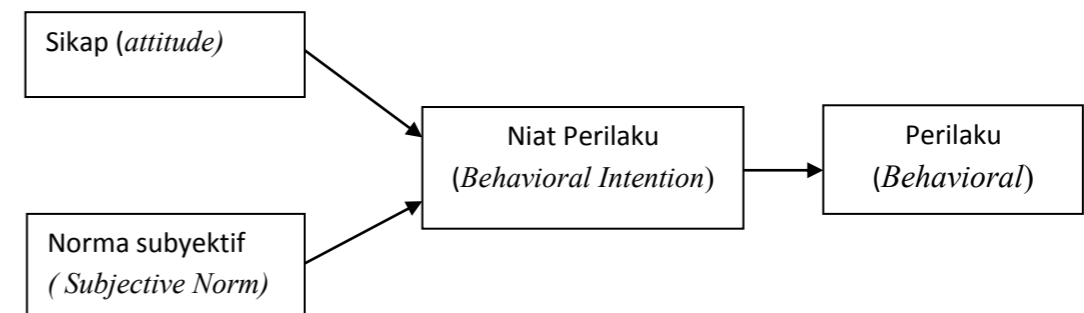 Sikap (attitude)
Norma subyektif
( Subjective Norm)
Niat Perilaku
(Behavioral Intention)
Perilaku
(Behavioral)